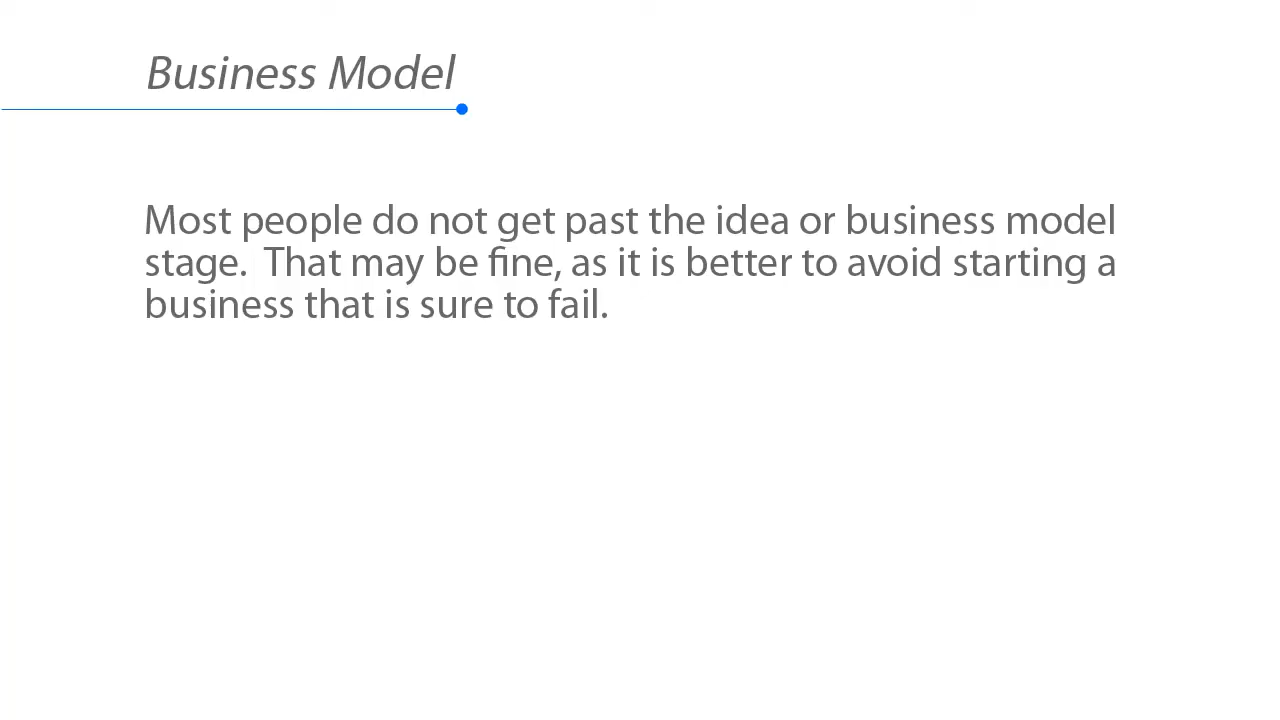 Business Model
Most people do not get past the idea or business model
stage.  That may be fine, as it is better to avoid starting a
business that is sure to fail.